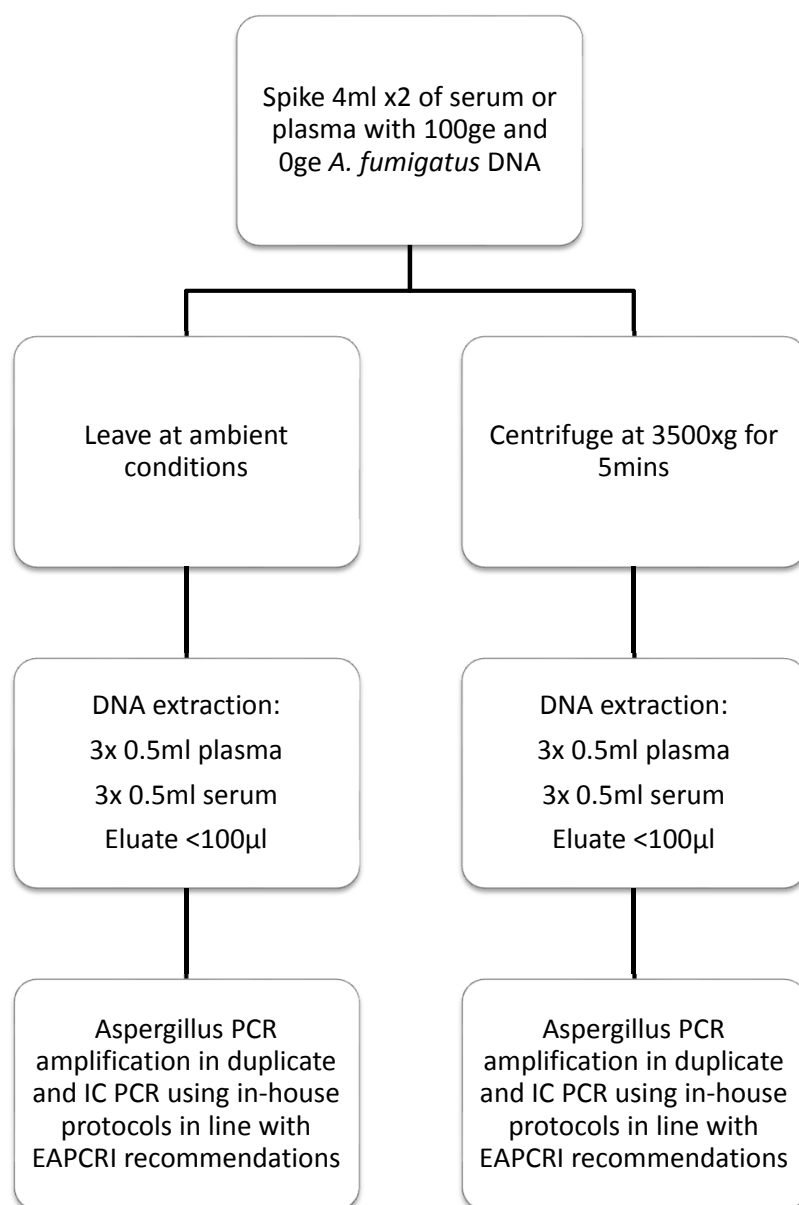 Spike 4ml x2 of serum or
plasma with 100ge and
0ge A. fumigatus DNA
Leave at ambient
conditions
Centrifuge at 3500xg for
5mins
DNA extraction:
3x 0.5ml plasma
3x 0.5ml serum
Eluate <100µl
DNA extraction:
3x 0.5ml plasma
3x 0.5ml serum
Eluate <100µl
Aspergillus PCR
amplification in duplicate
and IC PCR using in-house
protocols in line with
EAPCRI recommendations
Aspergillus PCR
amplification in duplicate
and IC PCR using in-house
protocols in line with
EAPCRI recommendations